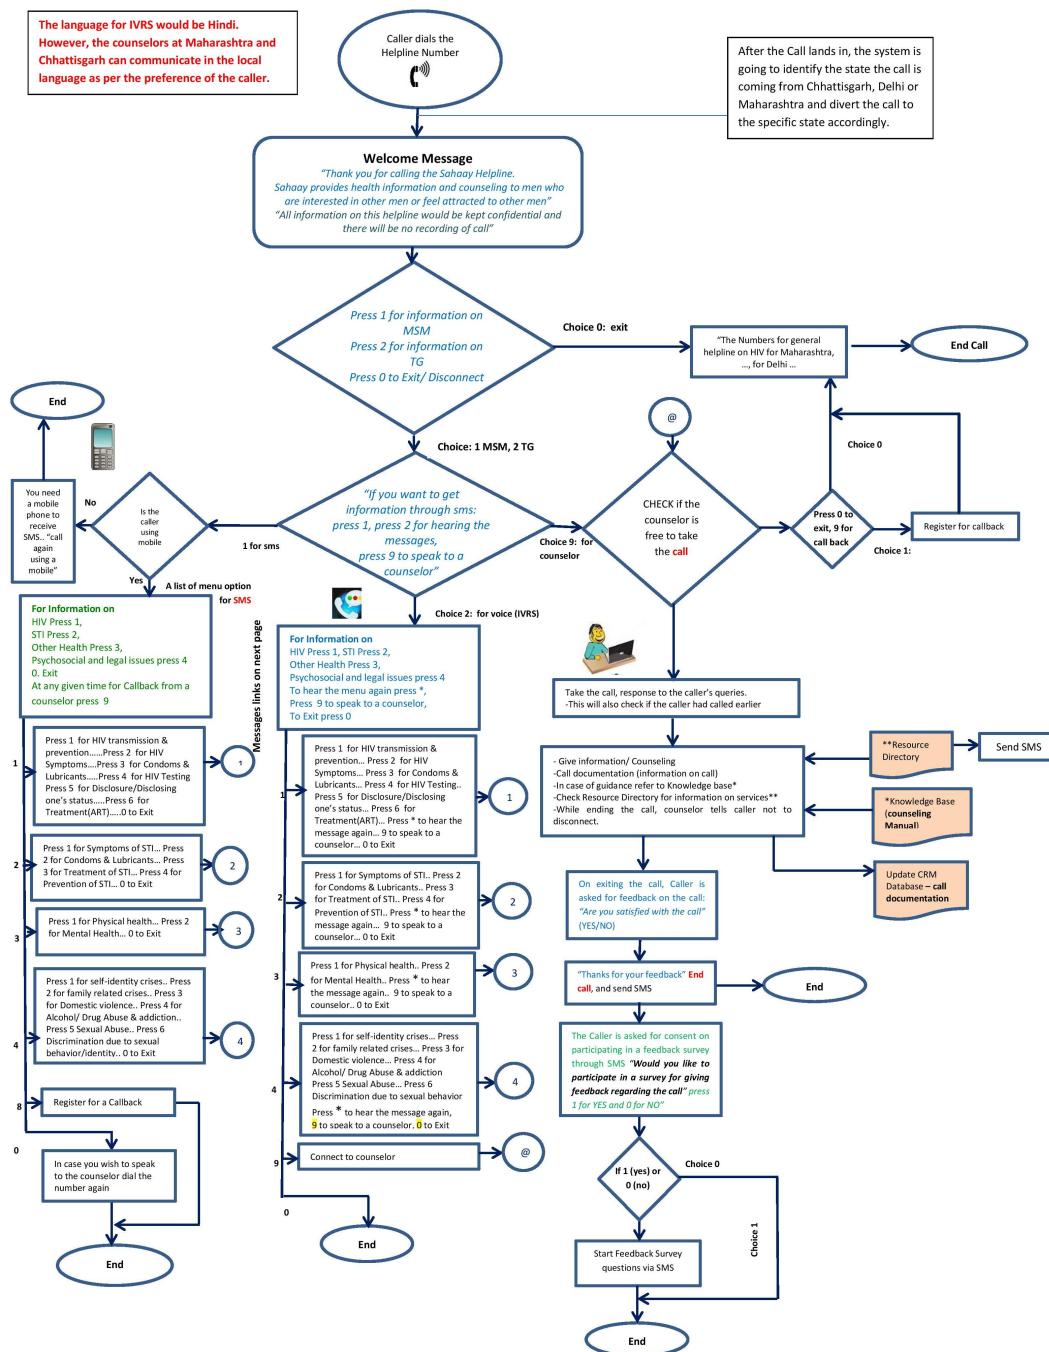 The language for IVRS would be Hindi.
However, the counselors at Maharashtra and
Chhattisgarh can communicate in the local
language as per the preference of the caller.
Caller dials the
Helpline Number
After the Call lands in, the system is
going to identify the state the call is
coming from Chhattisgarh, Delhi or
Maharashtra and divert the call to
the specific state accordingly.
Welcome Message
"Thank you for calling the Sahaay Helpline.
Sahaay provides health information and counseling to men who
are interested in other men or feel attracted to other men"
"All information on this helpline would be kept confidential and
there will be no recording of call"
Press 1 for information on
MSM
Press 2 for information on
TG
Press 0 to Exit/ Disconnect
Choice 0: exit
"The Numbers for general
helpline on HIV for Maharashtra,
..., for Delhi ...
End Call
End
@
Choice: 1 MSM, 2 TG
Choice 0
You need
a mobile
phone to
receive
SMS.. "call
again
using a
mobile"
No
Is the
caller
using
mobile
Yes
1 for sms
"If you want to get
information through sms:
press 1, press 2 for hearing the
messages,
press 9 to speak to a
counselor"
Choice 9: for
counselor
CHECK if the
counselor is
free to take
the call
Press 0 to
exit, 9 for
call back
Choice 1:
Register for callback
A list of menu option
for SMS
Choice 2: for voice (IVRS)
For Information on
HIV Press 1,
STI Press 2,
Other Health Press 3,
Psychosocial and legal issues press 4
0. Exit
At any given time for Callback from a
counselor press 9
Messages links on next page
For Information on
HIV Press 1, STI Press 2,
Other Health Press 3,
Psychosocial and legal issues press 4
To hear the menu again press *,
Press 9 to speak to a counselor,
To Exit press 0
Take the call, response to the caller's queries.
-This will also check if the caller had called earlier
1
Press 1 for HIV transmission &
prevention......Press 2 for HIV
Symptoms....Press 3 for Condoms &
Lubricants.....Press 4 for HIV Testing
Press 5 for Disclosure/Disclosing
one's status.....Press 6 for
Treatment(ART).....0 to Exit
1
1
Press 1 for HIV transmission &
prevention... Press 2 for HIV
Symptoms... Press 3 for Condoms &
Lubricants... Press 4 for HIV Testing..
Press 5 for Disclosure/Disclosing
one's status... Press 6 for
Treatment(ART)... Press * to hear the
message again... 9 to speak to a
counselor... 0 to Exit
1
- Give information/ Counseling
-Call documentation (information on call)
-In case of guidance refer to Knowledge base*
-Check Resource Directory for information on services**
-While ending the call, counselor tells caller not to
disconnect.
**Resource
Directory
Send SMS
*Knowledge Base
(counseling
Manual)
Update CRM
Database – call
documentation
2
Press 1 for Symptoms of STI... Press
2 for Condoms & Lubricants... Press
3 for Treatment of STI... Press 4 for
Prevention of STI... 0 to Exit
2
2
Press 1 for Symptoms of STI.. Press 2
for Condoms & Lubricants.. Press 3
for Treatment of STI.. Press 4 for
Prevention of STI.. Press * to hear the
message again... 9 to speak to a
counselor... 0 to Exit
2
On exiting the call, Caller is
asked for feedback on the call:
"Are you satisfied with the call"
(YES/NO)
3
Press 1 for Physical health... Press 2
for Mental Health... 0 to Exit
3
3
Press 1 for Physical health.. Press 2
for Mental Health.. Press * to hear
the message again.. 9 to speak to a
counselor.. 0 to Exit
3
"Thanks for your feedback" End
call, and send SMS
End
4
Press 1 for self-identity crises.. Press
2 for family related crises.. Press 3
for Domestic violence.. Press 4 for
Alcohol/ Drug Abuse & addiction..
Press 5 Sexual Abuse.. Press 6
Discrimination due to sexual
behavior/identity.. 0 to Exit
4
4
Press 1 for self-identity crises... Press
2 for family related crises... Press 3 for
Domestic violence... Press 4 for
Alcohol/ Drug Abuse & addiction
Press 5 Sexual Abuse... Press 6
Discrimination due to sexual behavior
Press * to hear the message again,
9 to speak to a counselor. 0 to Exit
4
The Caller is asked for consent on
participating in a feedback survey
through SMS "Would you like to
participate in a survey for giving
feedback regarding the call" press
1 for YES and 0 for NO"
8
Register for a Callback
9
Connect to counselor
@
0
In case you wish to speak
to the counselor dial the
number again
End
0
End
If 1 (yes) or
0 (no)
Choice 0
Choice 1
Start Feedback Survey
questions via SMS
End